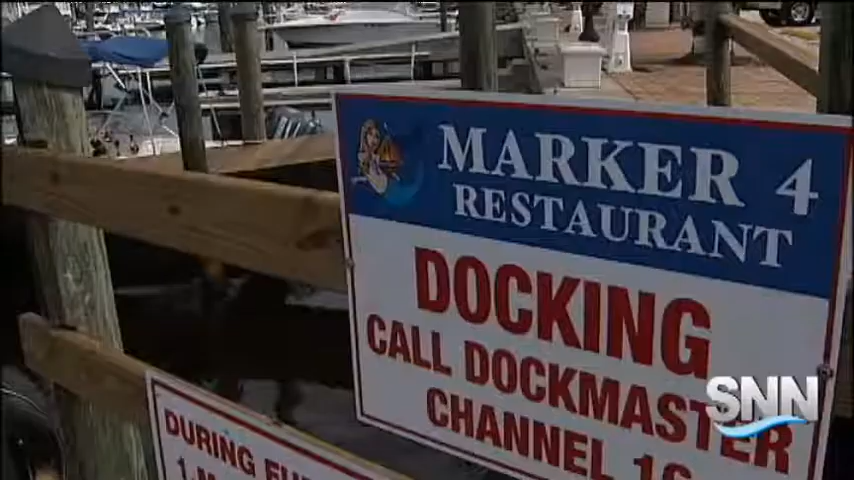 MARKER 4
RESTAURANT
DOCKING
CALL DOCKMASTER
CHANNEL 16
SNN
DURING